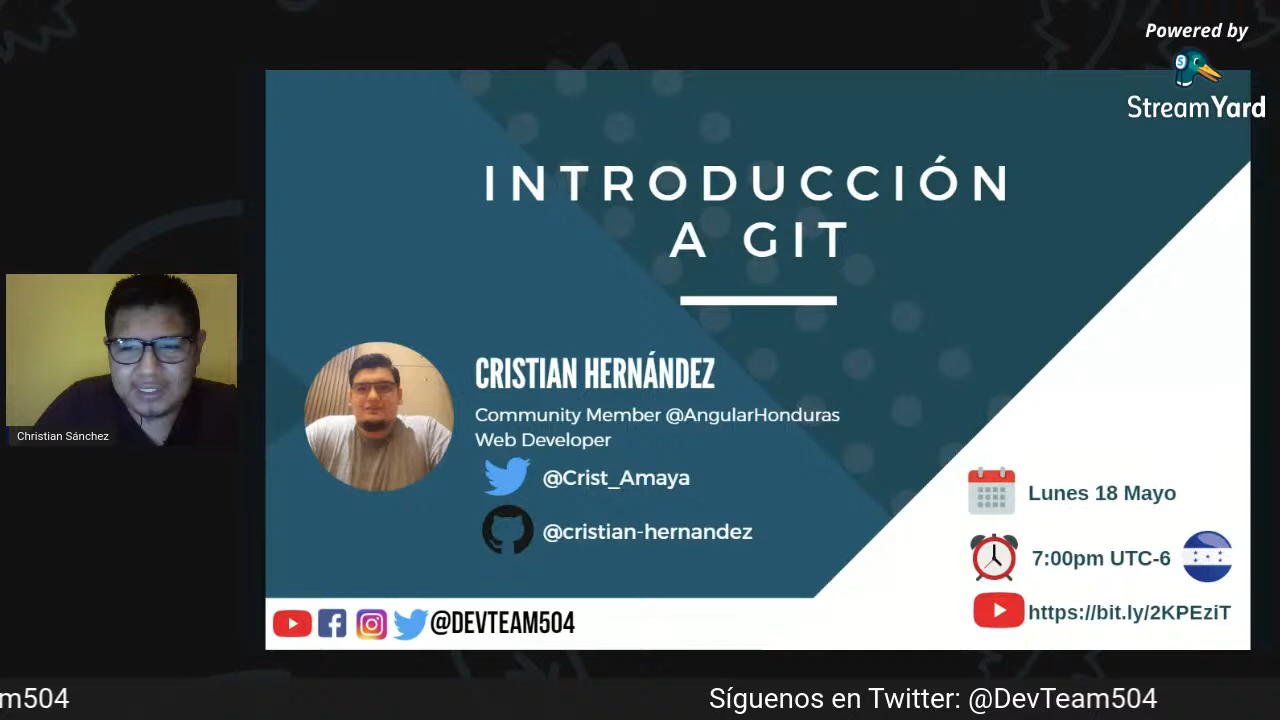 Powered by
StreamYard
INTRODUCCIÓN
A GIT
CRISTIAN HERNÁNDEZ
Community Member @AngularHonduras
Web Developer
@Crist_Amaya
@cristian-hernandez
Christian Sánchez
Lunes 18 Mayo
7:00pm UTC-6
https://bit.ly/2KPEziT
@DEVTEAM504
m504
Síguenos en Twitter: @DevTeam504